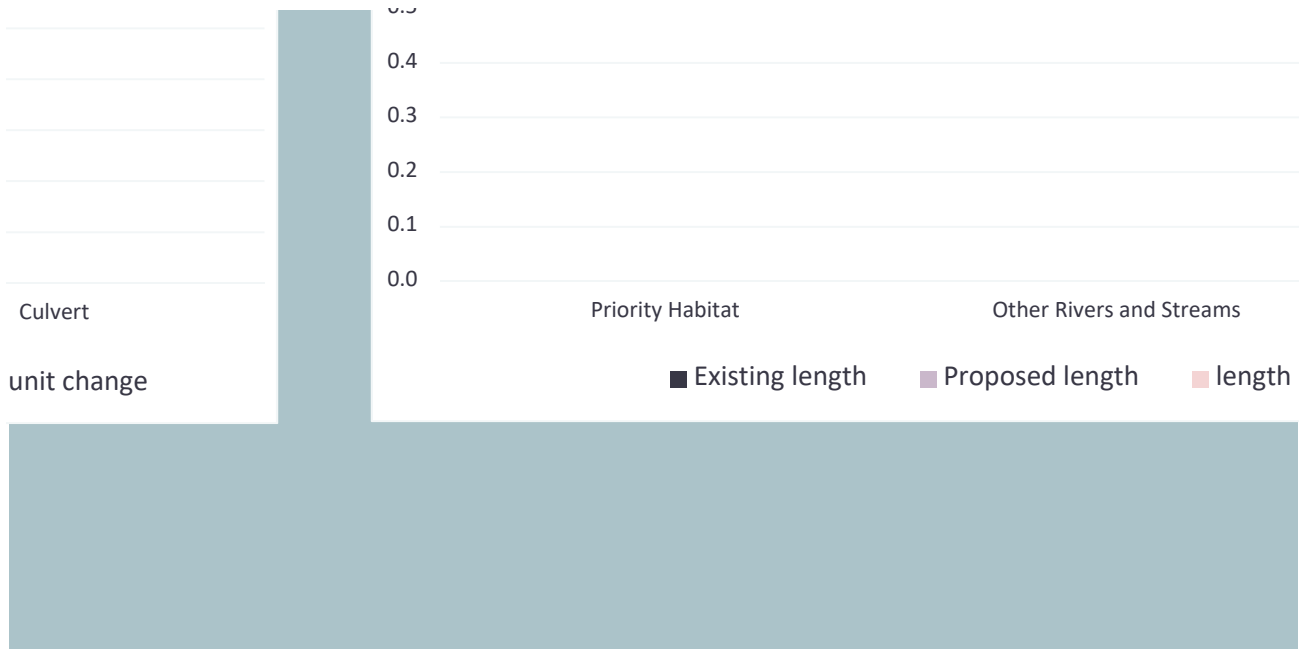 0.4
0.3
0.2
0.1
0.0
Culvert
Priority Habitat
Other Rivers and Streams
unit change
Existing length
Proposed length
length